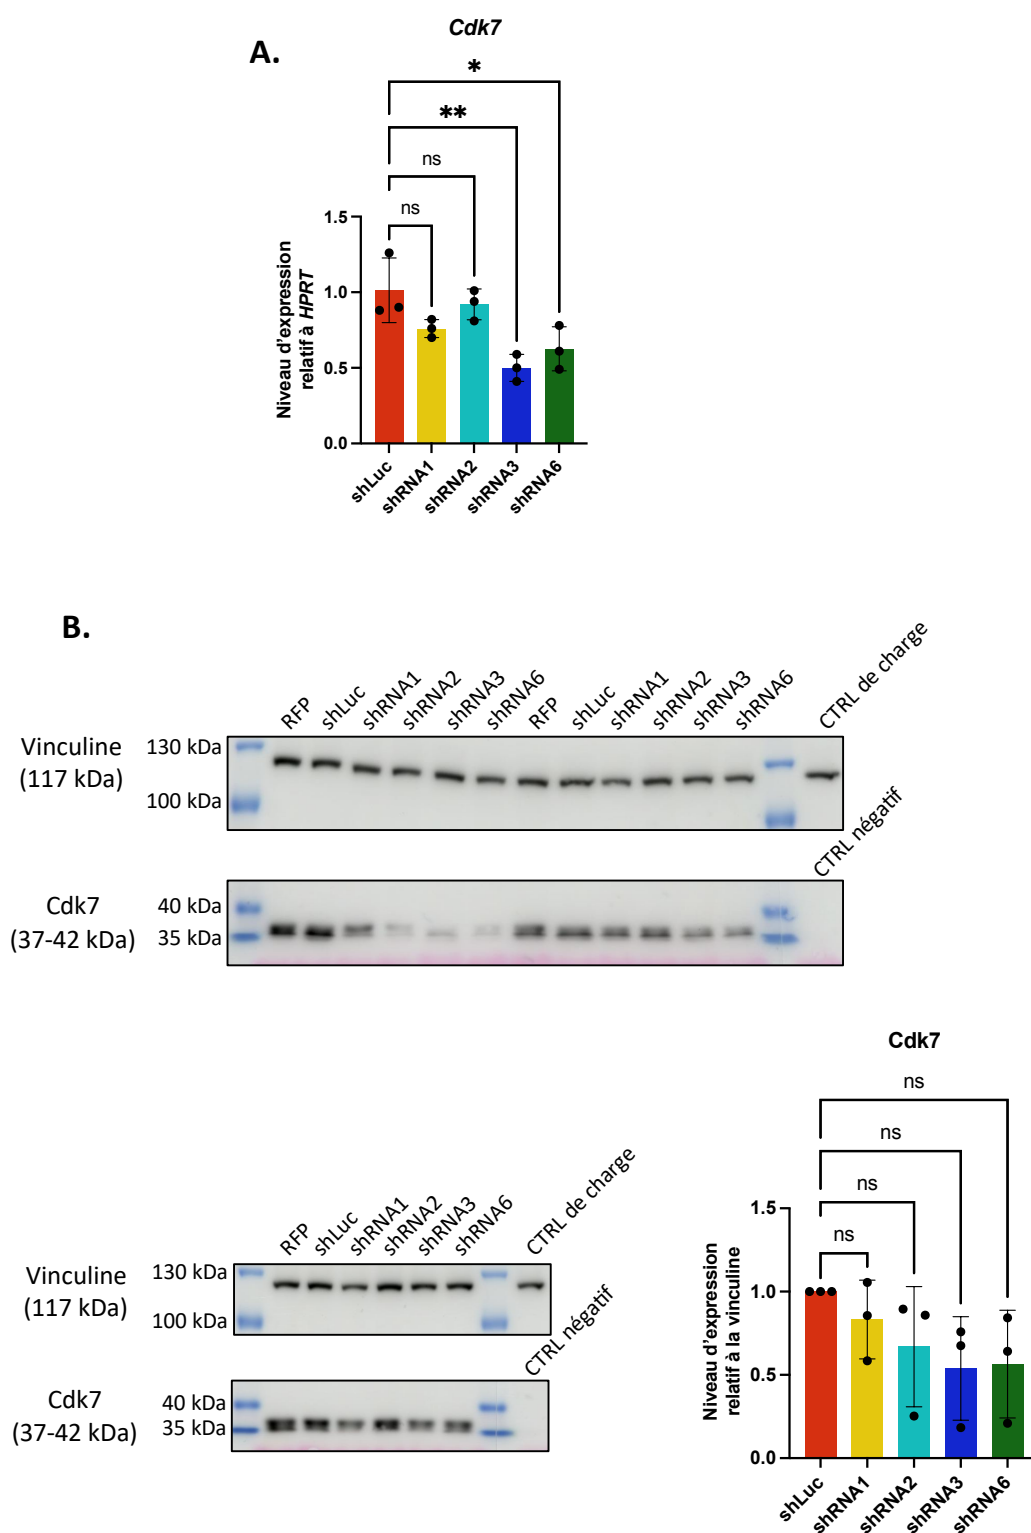 A.
Cdk7
*
**
ns
ns
Niveau d'expression
relatif à HPRT
1.5
1.0
0.5
0.0
shLuc
shRNA1
shRNA2
shRNA3
shRNA6
B.
RFP
shLuc
shRNA1
shRNA2
shRNA3
shRNA6
RFP
shLuc
shRNA1
shRNA2
shRNA3
shRNA6
CTRL de charge
Vinculine
(117 kDa)
130 kDa
100 kDa
CTRL négatif
Cdk7
(37-42 kDa)
40 kDa
35 kDa
RFP
shLuc
shRNA1
shRNA2
shRNA3
shRNA6
CTRL de charge
Vinculine
(117 kDa)
130 kDa
100 kDa
CTRL négatif
Cdk7
(37-42 kDa)
40 kDa
35 kDa
Cdk7
ns
ns
ns
ns
Niveau d'expression
relatif à la vinculine
1.5
1.0
0.5
0.0
shLuc
shRNA1
shRNA2
shRNA3
shRNA6